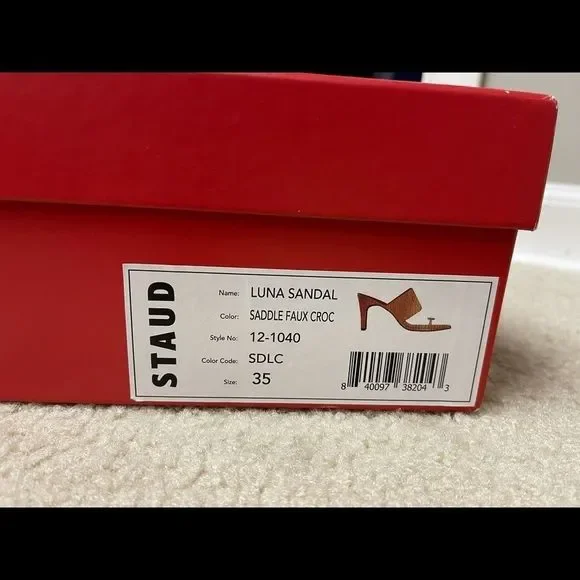 STAUD
Name: LUNA SANDAL
Color: SADDLE FAUX CROC
Style No: 12-1040
Color Code: SDLC
Size: 35
8 40097 38204 3